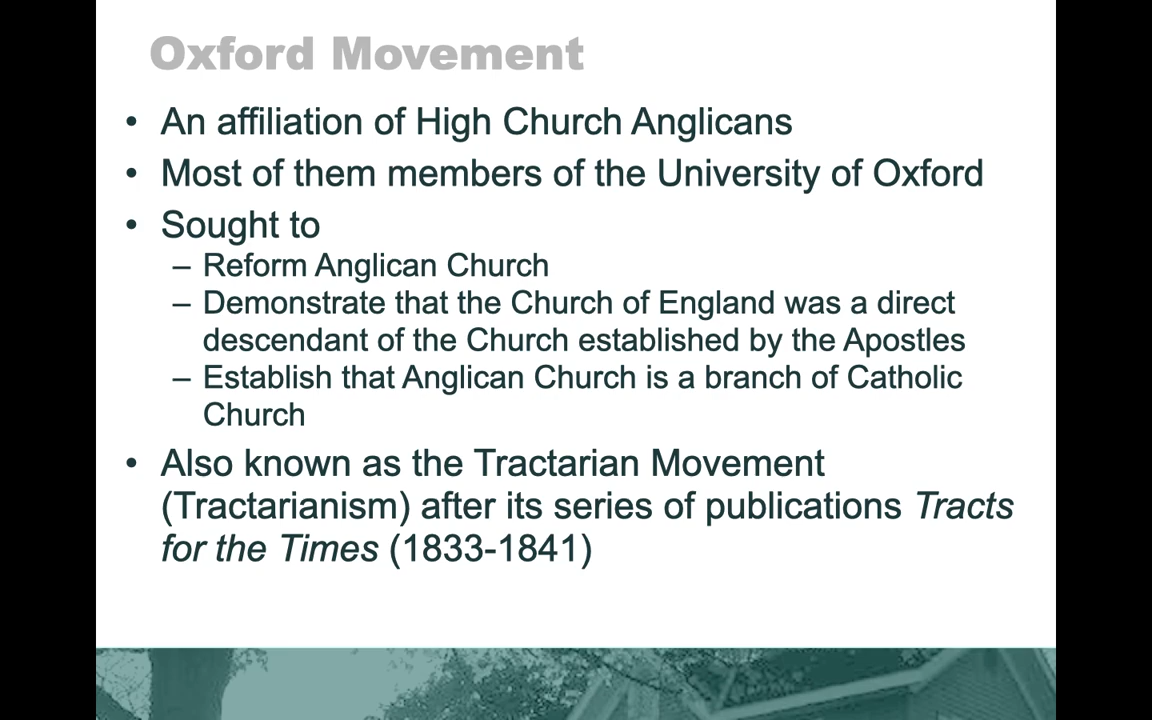 Oxford Movement
• An affiliation of High Church Anglicans
• Most of them members of the University of Oxford
• Sought to
– Reform Anglican Church
– Demonstrate that the Church of England was a direct
descendant of the Church established by the Apostles
– Establish that Anglican Church is a branch of Catholic
Church
• Also known as the Tractarian Movement
(Tractarianism) after its series of publications Tracts
for the Times (1833-1841)